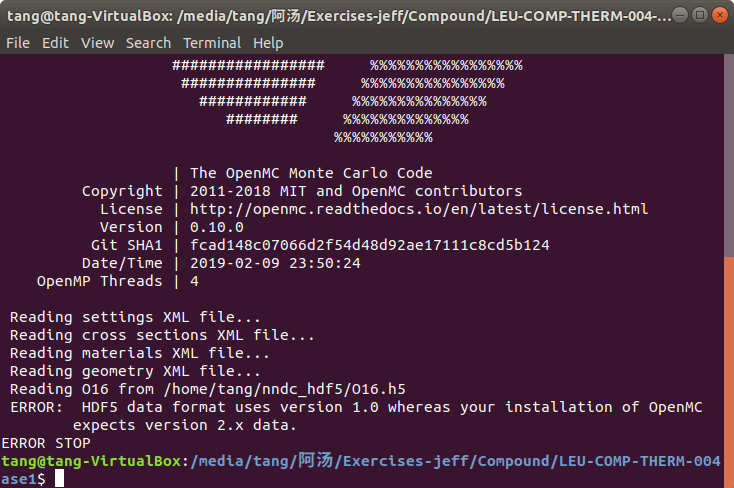 tang@tang-VirtualBox: /media/tang/阿汤/Exercises-jeff/Compound/LEU-COMP-THERM-004-...
File Edit View Search Terminal Help
################# %%%%%%%%%%%%%%%%%
############### %%%%%%%%%%%%%%%%
############ %%%%%%%%%%%%%%%
######## %%%%%%%%%%%%%%
%%%%%%%%%%%
| The OpenMC Monte Carlo Code
Copyright | 2011-2018 MIT and OpenMC contributors
License | http://openmc.readthedocs.io/en/latest/license.html
Version | 0.10.0
Git SHA1 | fcad148c07066d2f54d48d92ae17111c8cd5b124
Date/Time | 2019-02-09 23:50:24
OpenMP Threads | 4
Reading settings XML file...
Reading cross sections XML file...
Reading materials XML file...
Reading geometry XML file...
Reading O16 from /home/tang/nndc_hdf5/O16.h5
ERROR: HDF5 data format uses version 1.0 whereas your installation of OpenMC
expects version 2.x data.
ERROR STOP
tang@tang-VirtualBox:/media/tang/阿汤/Exercises-jeff/Compound/LEU-COMP-THERM-004
ase1$